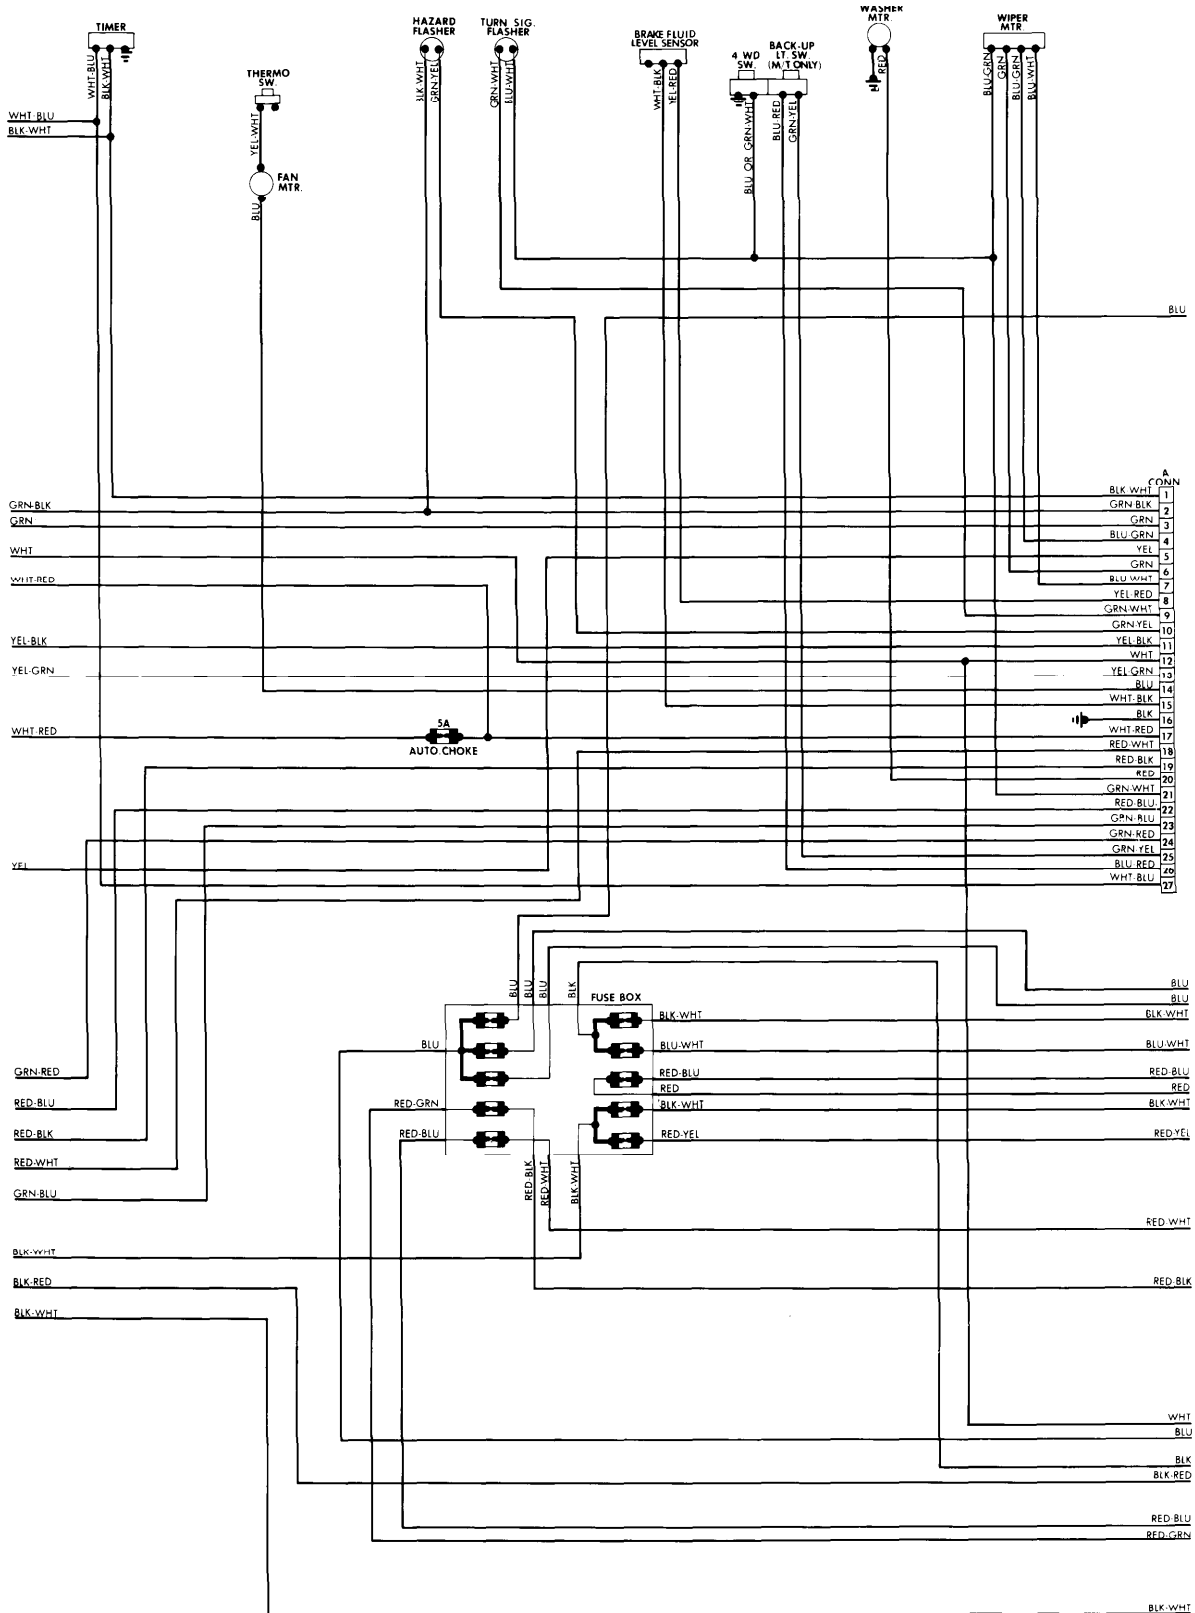 TIMER
HAZARD
FLASHER
TURN SIG.
FLASHER
BRAKE FLUID
LEVEL SENSOR
4 WD
SW.
BACK-UP
LT. SW.
(M/T ONLY)
WASHER
MTR.
WIPER
MTR.
WHT-BLU
BLK-WHT
THERMO
SW.
YEL-WHT
FAN
MTR.
BLU
BLK-WHT
GRN-YEL
GRN-WHT
BLU-WHT
WHT-BLK
YEL-RED
BLU OR GRN-WHT
BLU-RED
GRN-YEL
RED
BLU-GRN
GRN
BLU-GRN
BLU-WHT
WHT-BLU
BLK-WHT
BLU
A
CONN
BLK WHT 1
GRN-BLK GRN BLK 2
GRN GRN 3
BLU GRN 4
WHT YEL 5
GRN 6
WHT-RED BLU WHT 7
YEL-RED 8
GRN-WHT 9
GRN-YEL 10
YEL-BLK YEL-BLK 11
WHT 12
YEL-GRN YEL GRN 13
BLU 14
WHT-BLK 15
BLK 16
WHT-RED 5A WHT-RED 17
AUTO.CHOKE
RED-WHT 18
RED-BLK 19
RED 20
GRN-WHT 21
RED-BLU 22
GRN-BLU 23
GRN-RED 24
GRN YEL 25
YEL BLU RED 26
WHT-BLU 27
BLU
BLU
BLU
BLK
FUSE BOX
BLU
BLU
BLK-WHT BLK-WHT
BLU BLU-WHT BLU-WHT
GRN-RED RED-BLU RED-BLU
RED RED
RED-BLU RED-GRN BLK-WHT BLK-WHT
RED-BLK RED-BLU RED-YEL RED-YEL
RED-WHT
RED-BLK
RED-WHT
BLK-WHT
GRN-BLU
RED-WHT
BLK-WHT
BLK-RED RED-BLK
BLK-WHT
WHT
BLU
BLK
BLK-RED
RED-BLU
RED-GRN
BLK-WHT